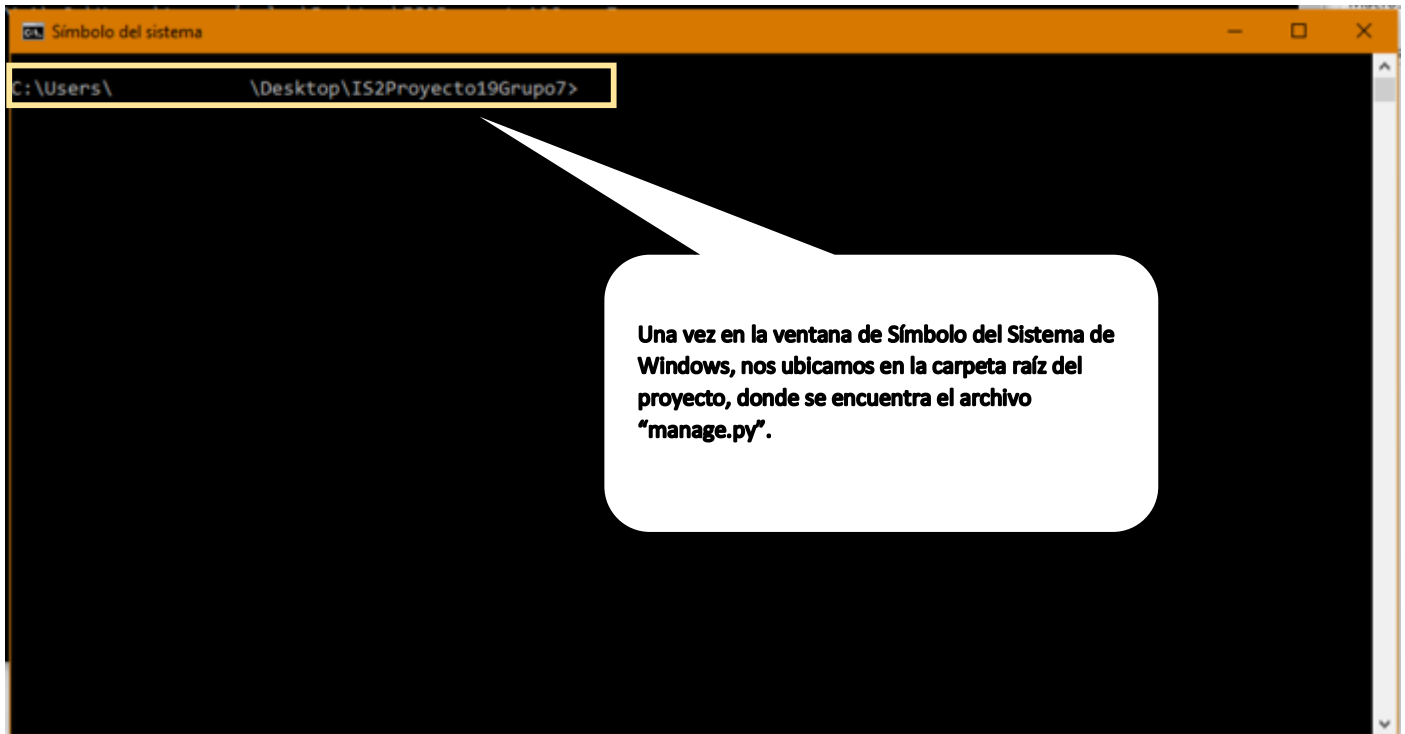 Símbolo del sistema
C:\Users\ \Desktop\IS2Proyecto19Grupo7>
Una vez en la ventana de Símbolo del Sistema de
Windows, nos ubicamos en la carpeta raíz del
proyecto, donde se encuentra el archivo
“manage.py”.